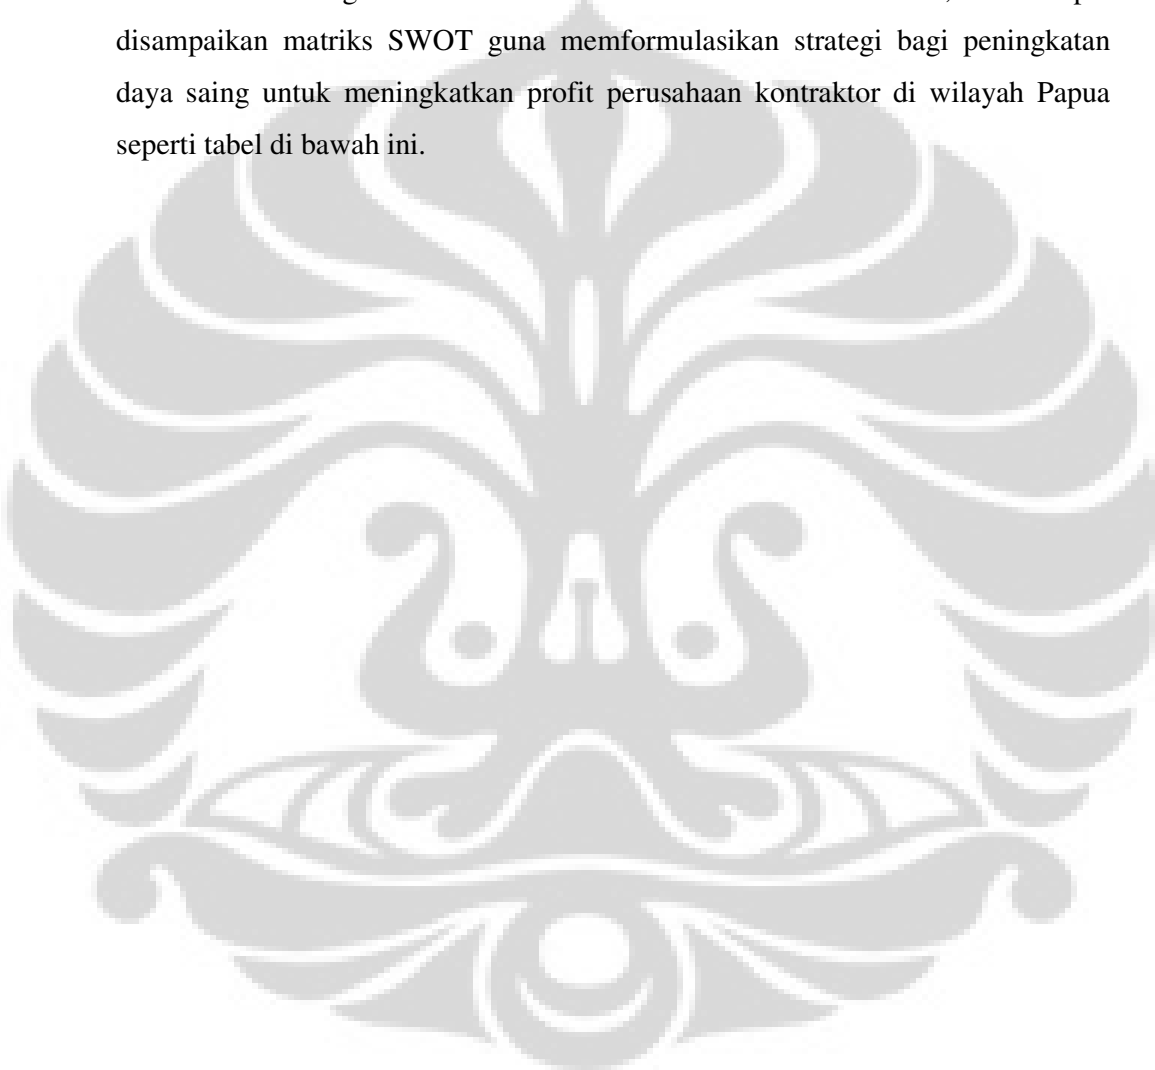 disampaikan matriks SWOT guna memformulasikan strategi bagi peningkatan
daya saing untuk meningkatkan profit perusahaan kontraktor di wilayah Papua
seperti tabel di bawah ini.